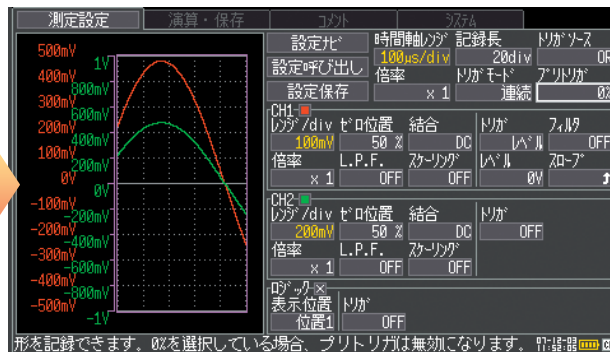 測定設定 演算・保存 コメント システム
500mV
400mV
300mV
200mV
100mV
0V
-100mV
-200mV
-300mV
-400mV
-500mV
1V
800mV
600mV
400mV
200mV
0V
-200mV
-400mV
-600mV
-800mV
-1V
設定ナビ
設定呼び出し
設定保存
時間軸レンジ 記録長 トリガソース
100μs/div 20div OR
倍率 トリガモード プリトリガ
×1 連続 0%
CH1
レンジ/div ゼロ位置 結合 トリガ フィルタ
100mV 50 % DC レベル OFF
倍率 L.P.F. スケーリング レベル スロープ
×1 OFF OFF 0V ↑
CH2
レンジ/div ゼロ位置 結合 トリガ
200mV 50 % DC OFF
倍率 L.P.F. スケーリング
×1 OFF OFF
ロジック
表示位置 トリガ
位置1 OFF
形を記録できます。0%を選択している場合、プリトリガは無効になります。